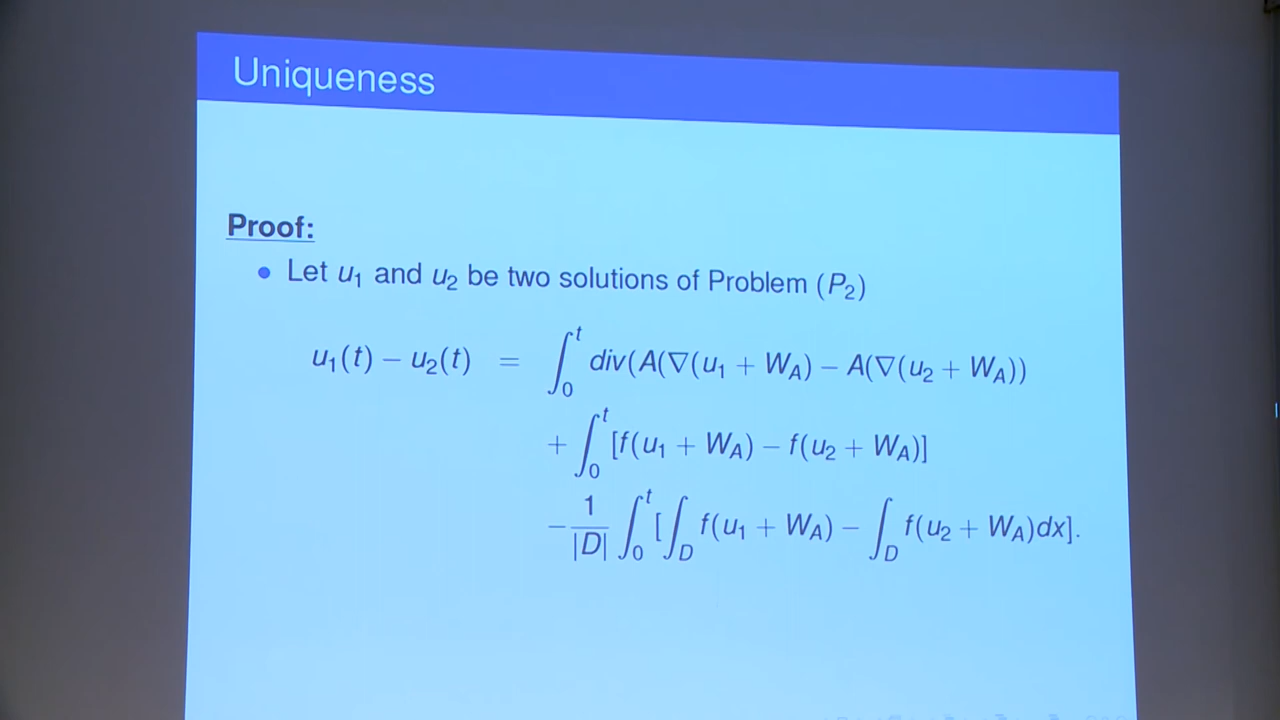 Uniqueness
Proof:
• Let u₁ and u₂ be two solutions of Problem (P₂)
u₁(t) − u₂(t) = ∫₀ᵗ div(A(∇(u₁ + W_A) − A(∇(u₂ + W_A))
+ ∫₀ᵗ [f(u₁ + W_A) − f(u₂ + W_A)]
− 1/|D| ∫₀ᵗ [∫_D f(u₁ + W_A) − ∫_D f(u₂ + W_A)dx].